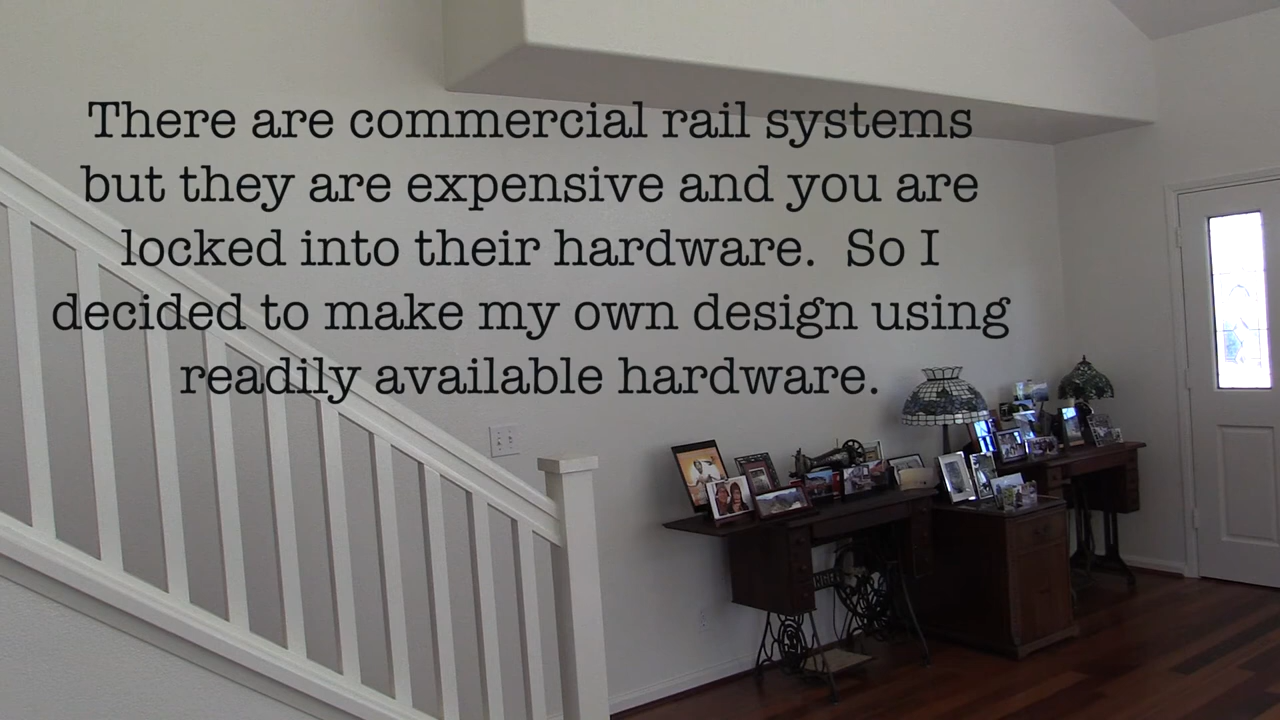 There are commercial rail systems
but they are expensive and you are
locked into their hardware.  So I
decided to make my own design using
readily available hardware.